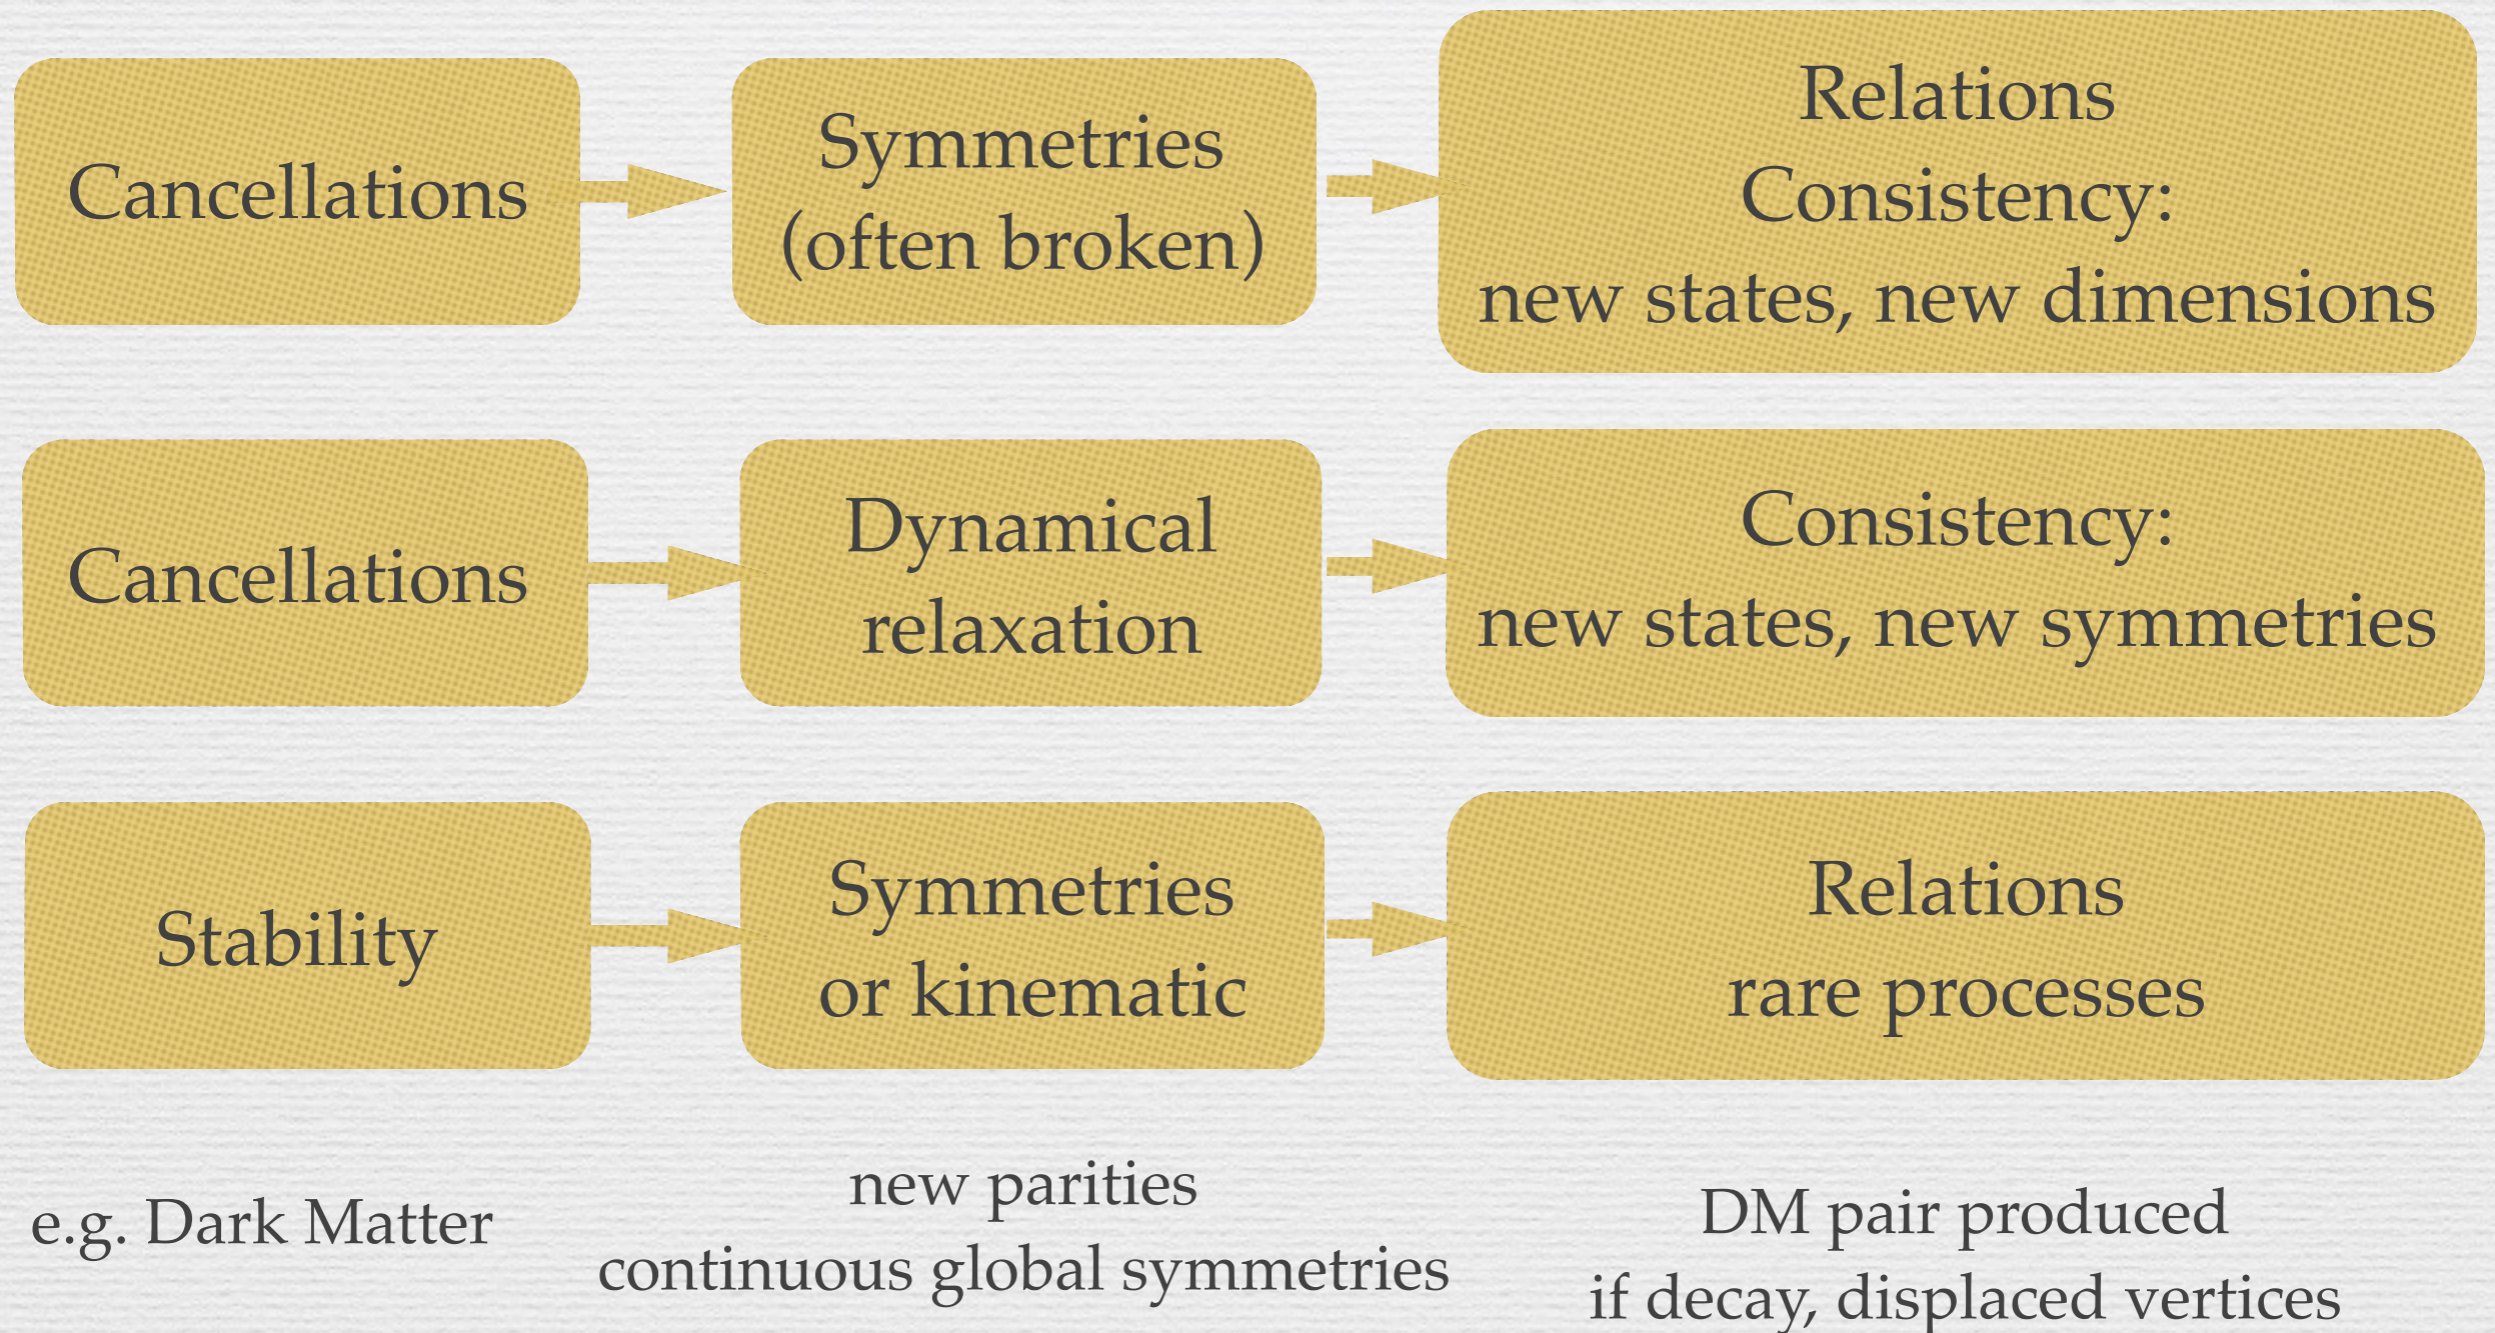 Cancellations
Symmetries
(often broken)
Relations
Consistency:
new states, new dimensions
Cancellations
Dynamical
relaxation
Consistency:
new states, new symmetries
Stability
Symmetries
or kinematic
Relations
rare processes
e.g. Dark Matter
new parities
continuous global symmetries
DM pair produced
if decay, displaced vertices